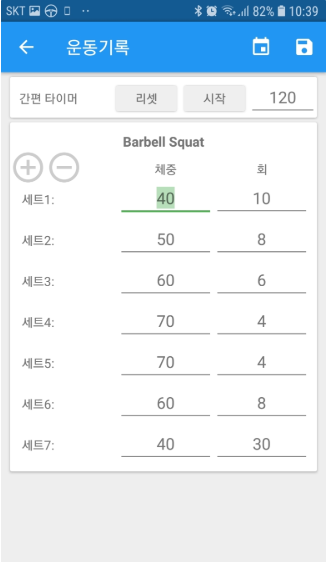 SKT 82% 10:39
운동기록
간편 타이머 리셋 시작 120
Barbell Squat
체중 회
세트1: 40 10
세트2: 50 8
세트3: 60 6
세트4: 70 4
세트5: 70 4
세트6: 60 8
세트7: 40 30